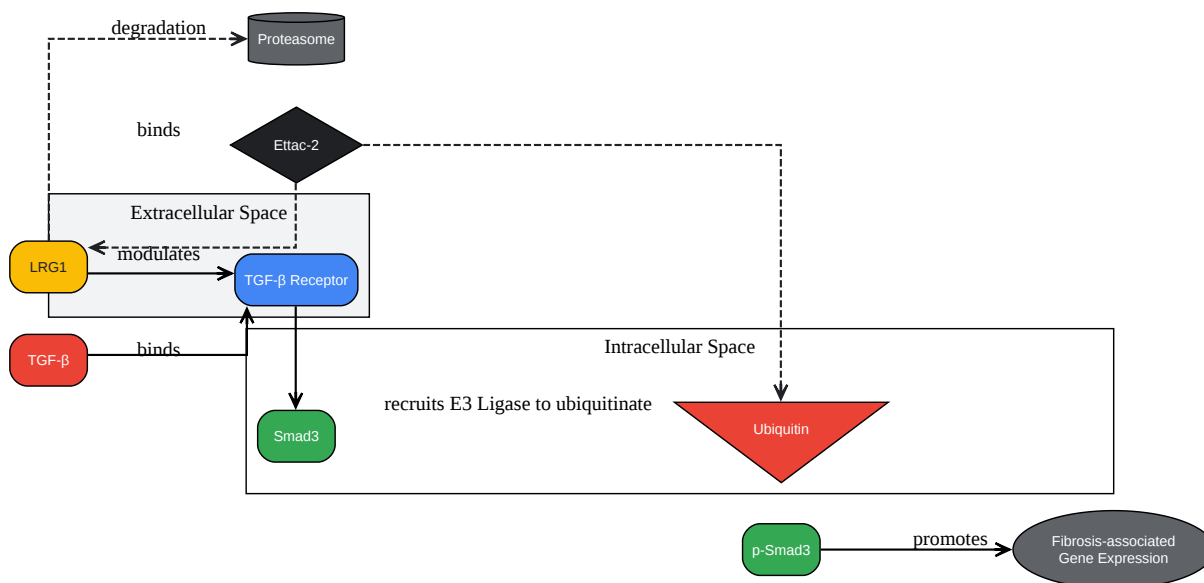 degradation
Proteasome
binds
Ettac-2
Extracellular Space
modulates
LRG1
TGF-β Receptor
TGF-β
binds
Intracellular Space
recruits E3 Ligase to ubiquitinate
Smad3
Ubiquitin
p-Smad3
promotes
Fibrosis-associated
Gene Expression